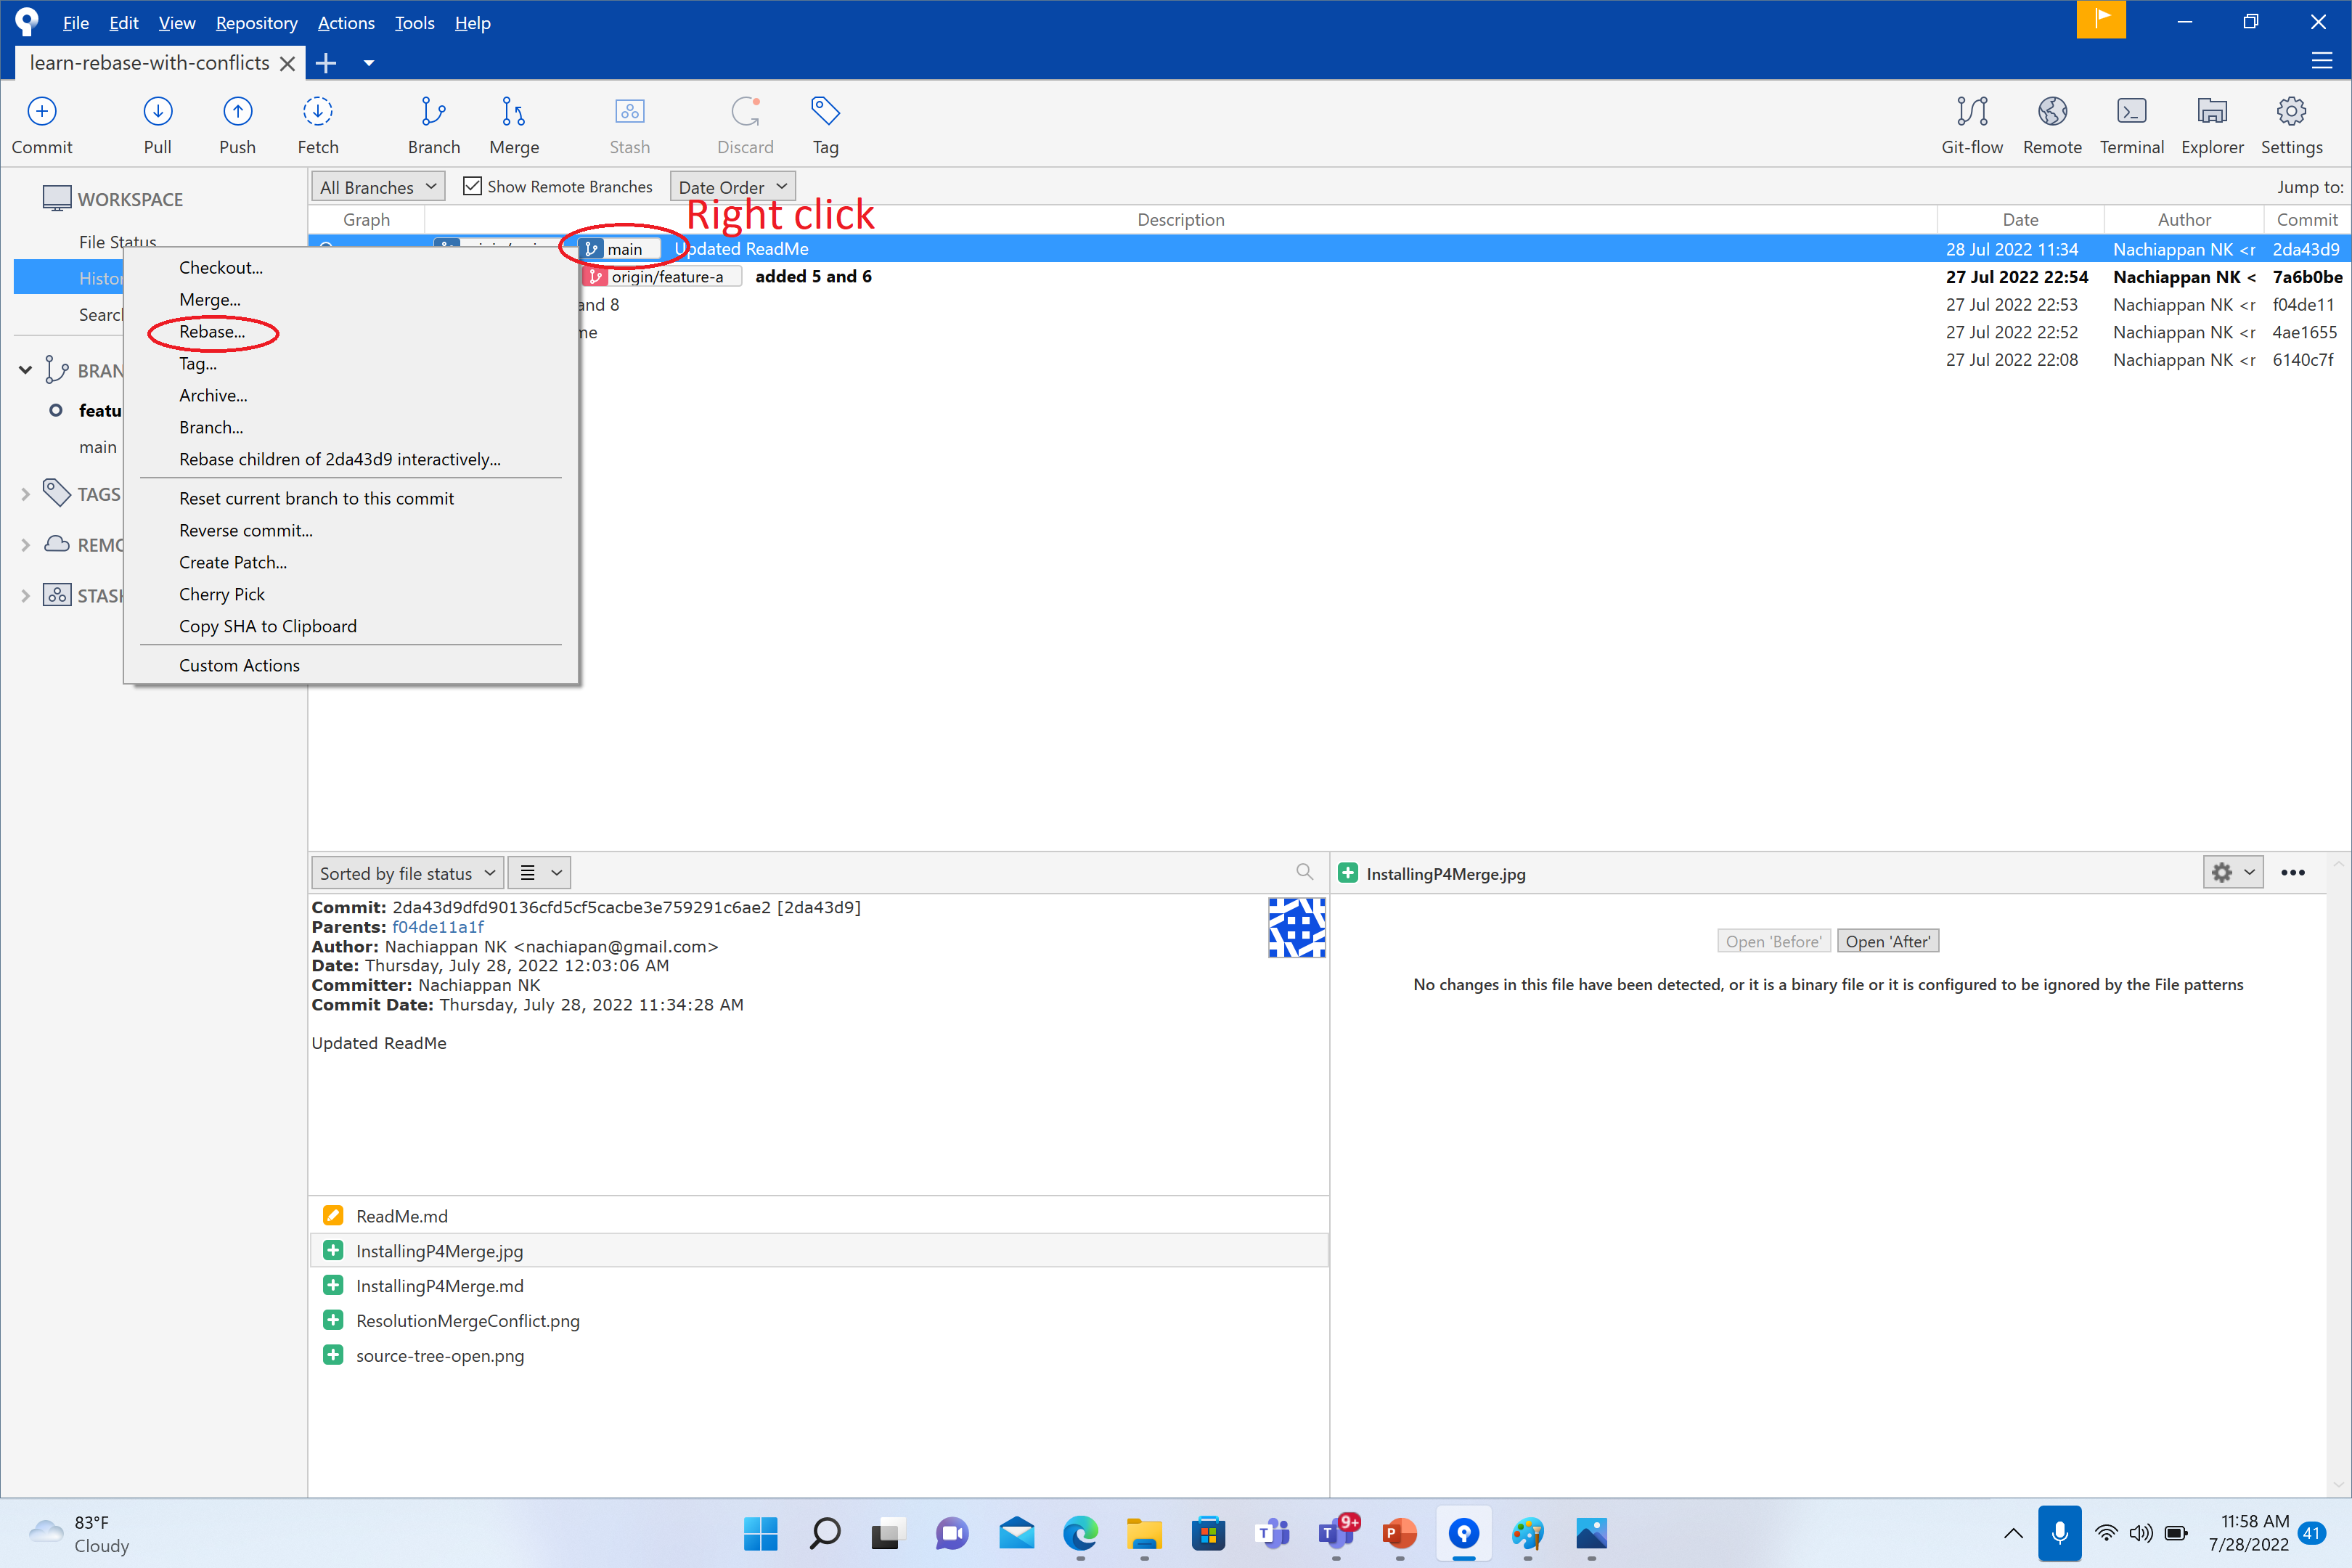 File Edit View Repository Actions Tools Help
learn-rebase-with-conflicts
Commit Pull Push Fetch Branch Merge Stash Discard Tag Git-flow Remote Terminal Explorer Settings
WORKSPACE
All Branches Show Remote Branches Date Order Jump to:
Right click
Graph Description Date Author Commit
File Status
main Updated ReadMe 28 Jul 2022 11:34 Nachiappan NK <r 2da43d9
origin/feature-a added 5 and 6 27 Jul 2022 22:54 Nachiappan NK < 7a6b0be
and 8 27 Jul 2022 22:53 Nachiappan NK <r f04de11
27 Jul 2022 22:52 Nachiappan NK <r 4ae1655
27 Jul 2022 22:08 Nachiappan NK <r 6140c7f
Histor
Search
BRAN
featu
main
TAGS
REMO
STASH
Checkout...
Merge...
Rebase...
Tag...
Archive...
Branch...
Rebase children of 2da43d9 interactively...
Reset current branch to this commit
Reverse commit...
Create Patch...
Cherry Pick
Copy SHA to Clipboard
Custom Actions
Sorted by file status
Commit: 2da43d9dfd90136cfd5cf5cacbe3e759291c6ae2 [2da43d9]
Parents: f04de11a1f
Author: Nachiappan NK <nachiapan@gmail.com>
Date: Thursday, July 28, 2022 12:03:06 AM
Committer: Nachiappan NK
Commit Date: Thursday, July 28, 2022 11:34:28 AM
Updated ReadMe
ReadMe.md
InstallingP4Merge.jpg
InstallingP4Merge.md
ResolutionMergeConflict.png
source-tree-open.png
InstallingP4Merge.jpg
Open 'Before' Open 'After'
No changes in this file have been detected, or it is a binary file or it is configured to be ignored by the File patterns
83°F
Cloudy
9+
11:58 AM
7/28/2022
41